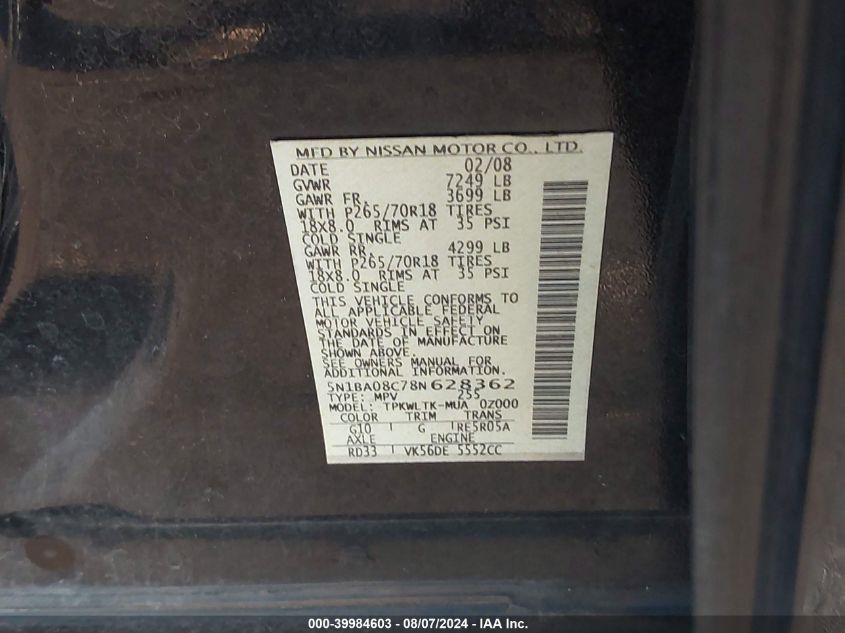 MFD BY NISSAN MOTOR CO., LTD.
DATE 02/08
GVWR 7249 LB
GAWR FR. 3699 LB
WITH P265/70R18 TIRES
18X8.0 RIMS AT 35 PSI
COLD SINGLE
GAWR RR. 4299 LB
WITH P265/70R18 TIRES
18X8.0 RIMS AT 35 PSI
COLD SINGLE
THIS VEHICLE CONFORMS TO
ALL APPLICABLE FEDERAL
MOTOR VEHICLE SAFETY
STANDARDS IN EFFECT ON
THE DATE OF MANUFACTURE
SHOWN ABOVE.
SEE OWNERS MANUAL FOR
ADDITIONAL INFORMATION.
5N1BA08C78N628362
TYPE: MPV 255
MODEL: TPKWLTK-MUA 0Z000
COLOR TRIM TRANS
G10 G RE5R05A
AXLE ENGINE
RD33 VK56DE 5552CC
000-39984603 - 08/07/2024 - IAA Inc.